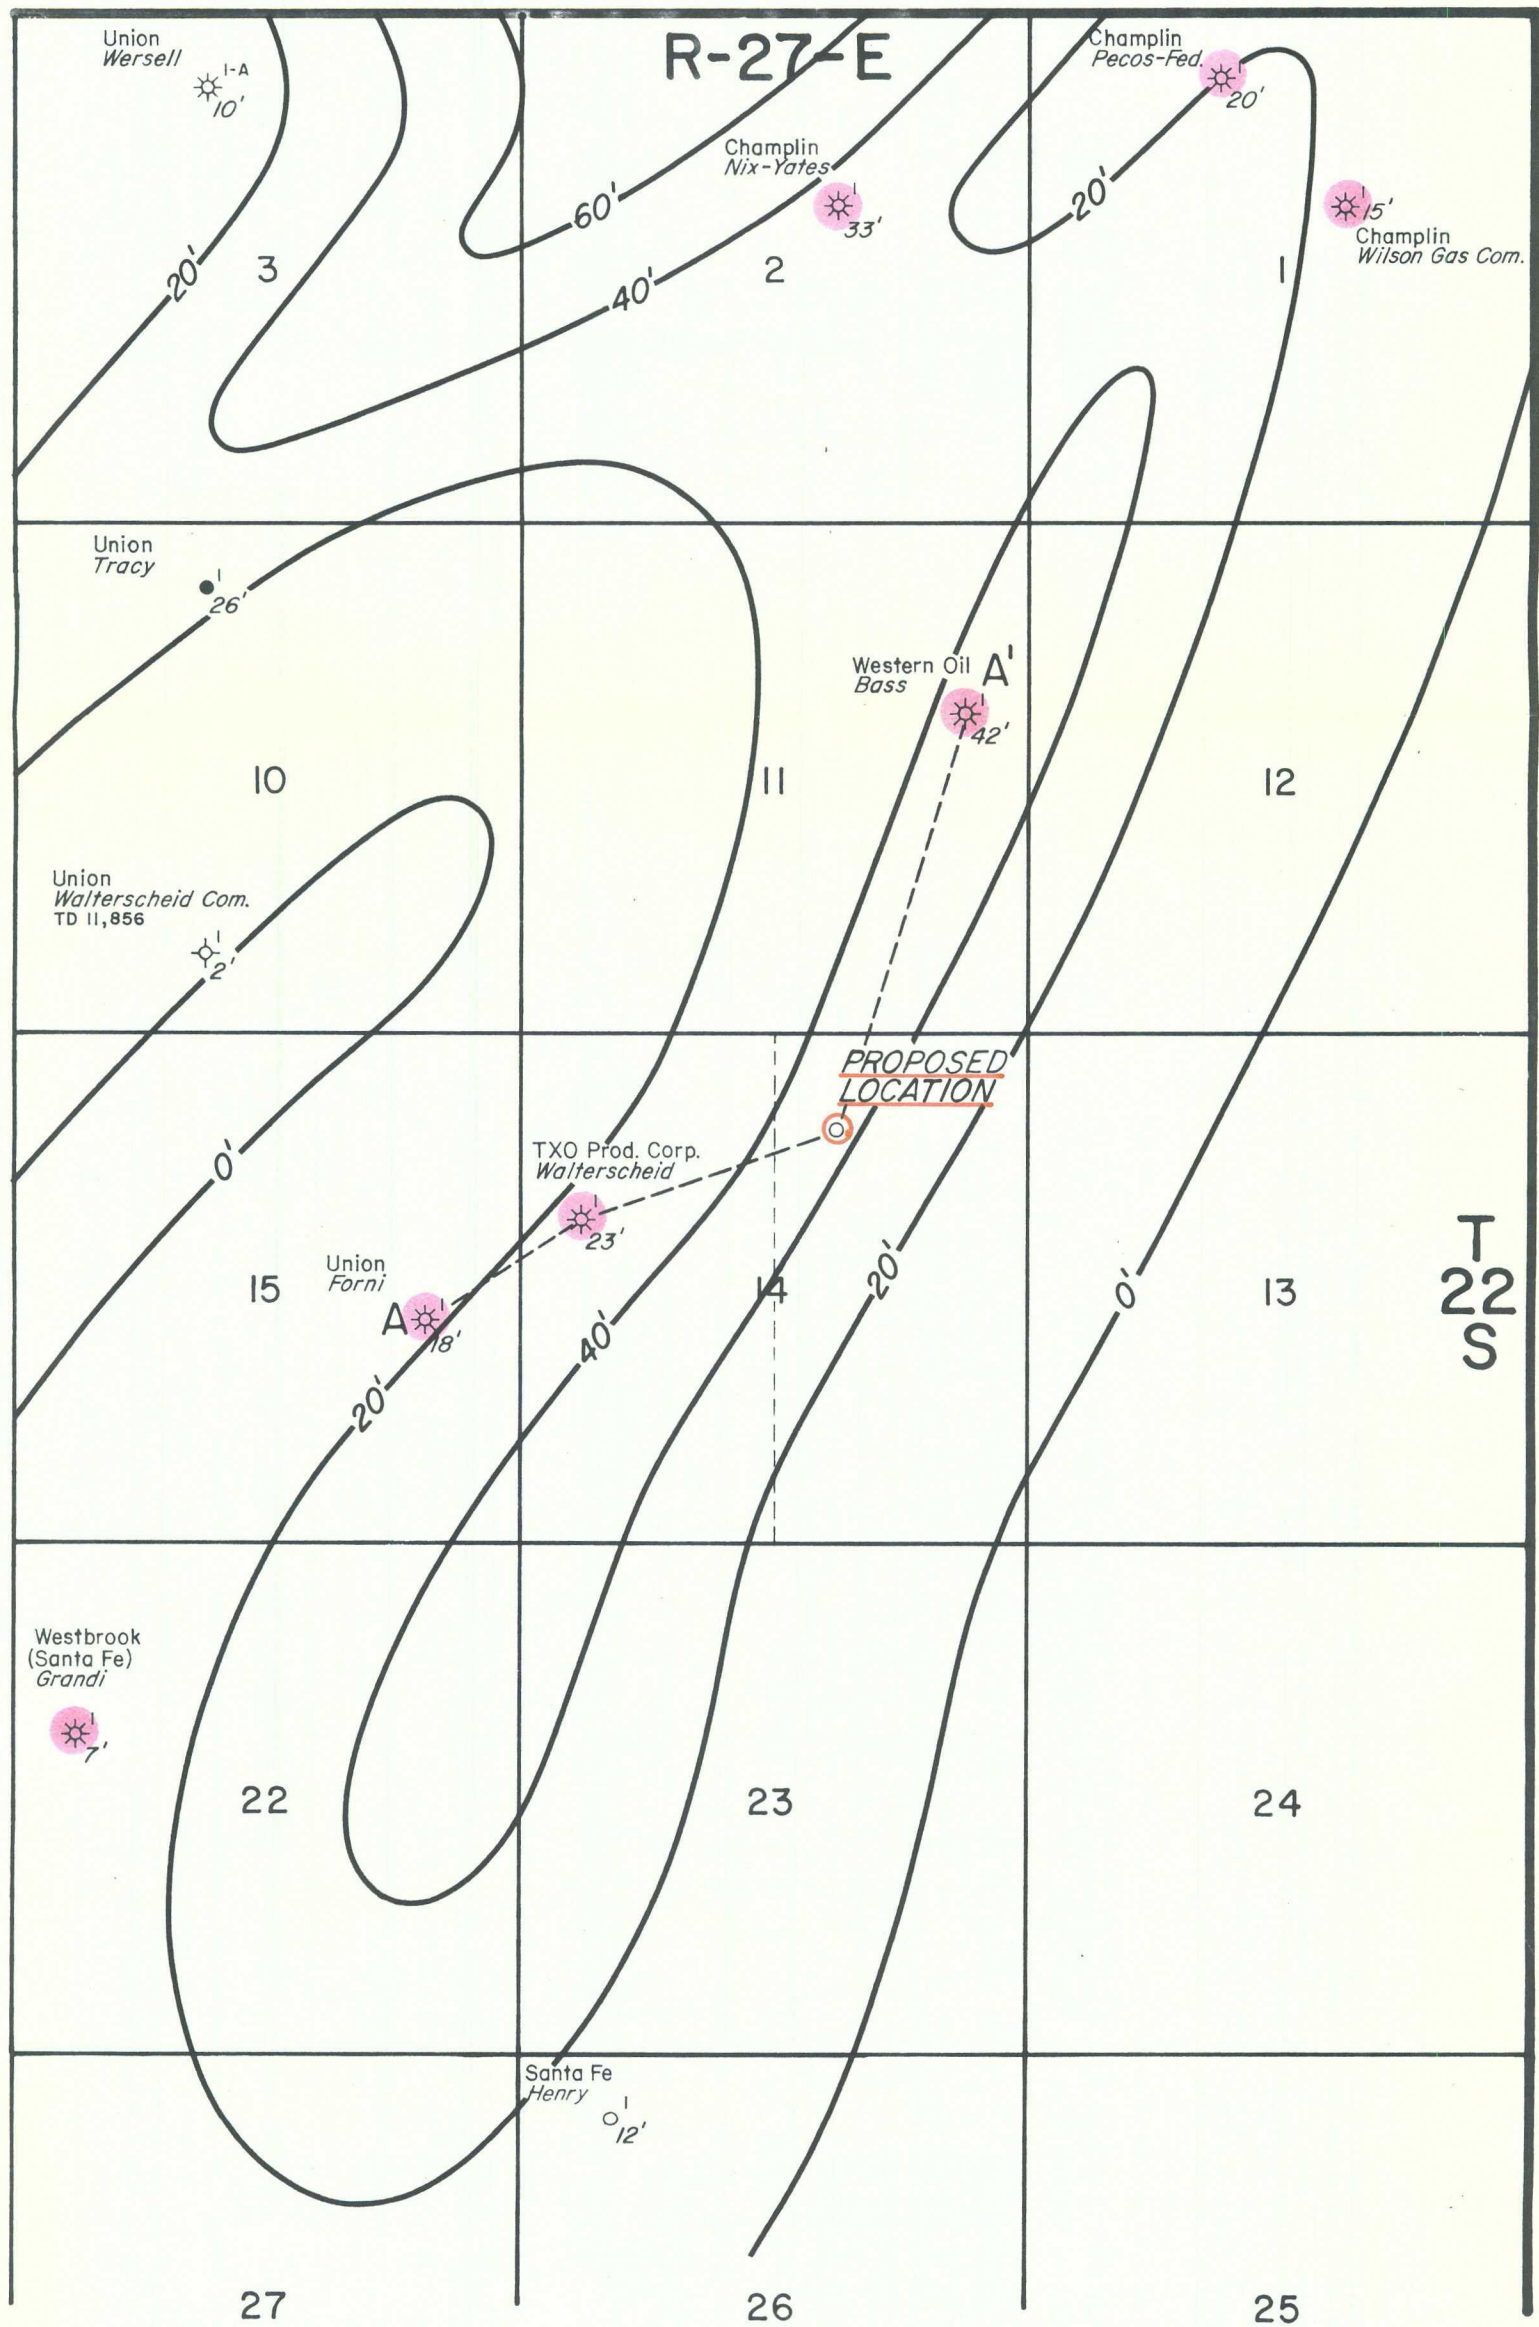 R-27-E
Union
Wersell
1-A
10'
Champlin
Pecos-Fed.
1
20'
Champlin
Nix-Yates
1
33'
1
15'
Champlin
Wilson Gas Com.
60'
20'
40'
20'
3
2
1
Union
Tracy
1
26'
Western Oil
Bass
A'
1
42'
10
11
12
Union
Walterscheid Com.
TD 11,856
1
2'
PROPOSED
LOCATION
0'
TXO Prod. Corp.
Walterscheid
1
23'
Union
Forni
A
1
18'
15
14
13
20'
40'
20'
0'
T
22
S
Westbrook
(Santa Fe)
Grandi
1
7'
22
23
24
Santa Fe
Henry
1
12'
27
26
25